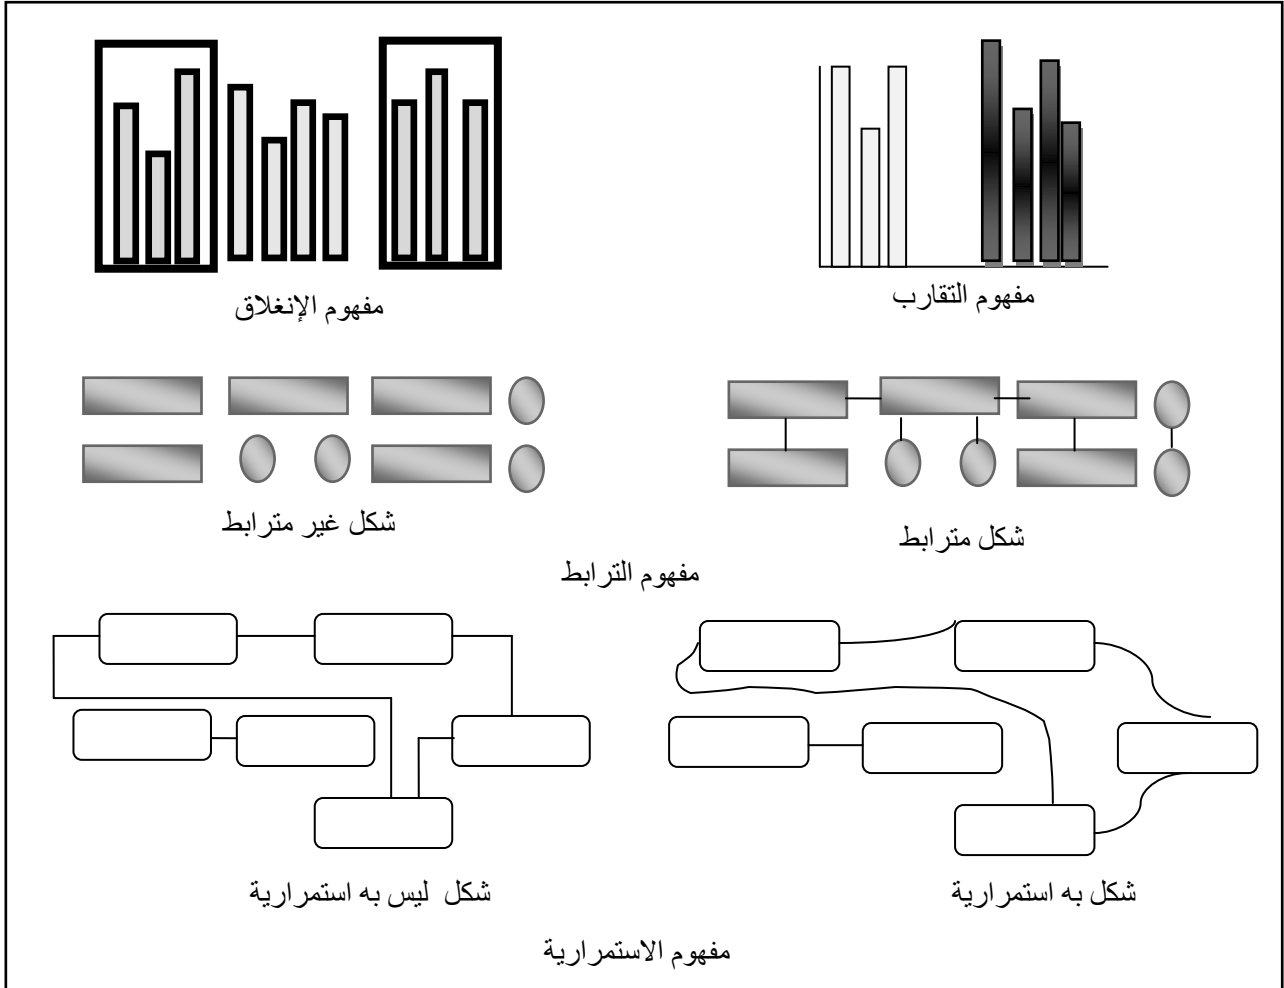 مفهوم التقارب
مفهوم الإنغلاق
شكل مترابط
شكل غير مترابط
مفهوم الترابط
شكل به استمرارية
شكل ليس به استمرارية
مفهوم الاستمرارية